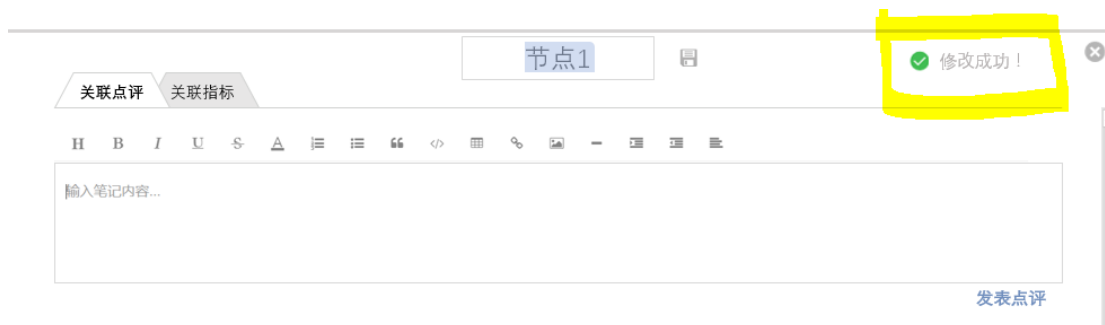 节点1
修改成功！
关联点评 关联指标
H B I U S A
输入笔记内容...
发表点评